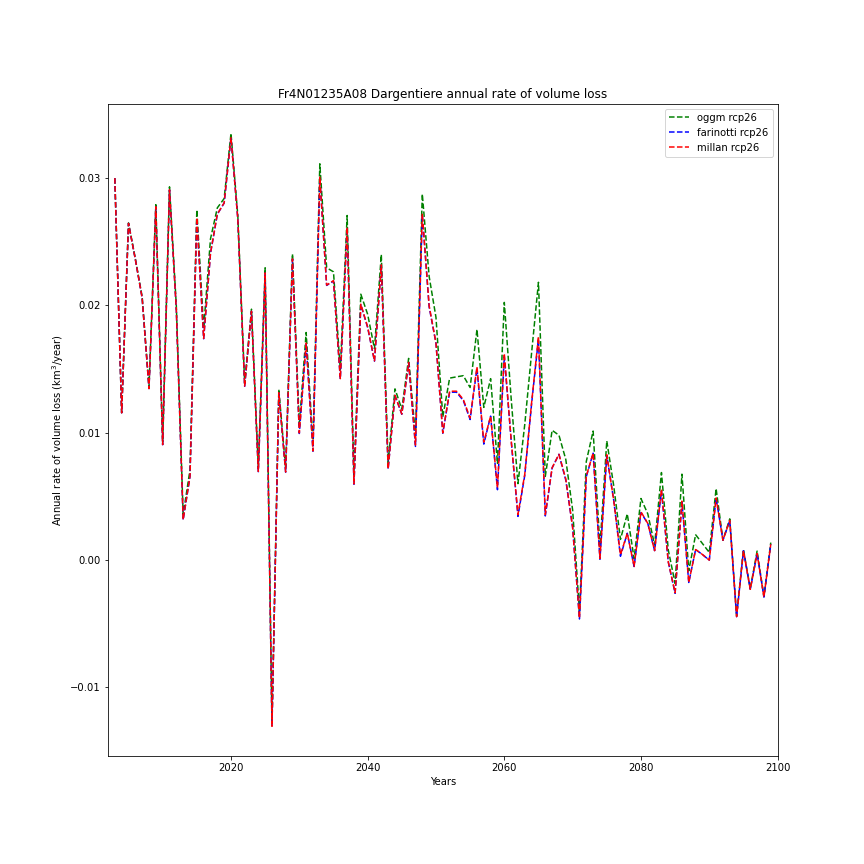 Fr4N01235A08 Dargentiere annual rate of volume loss
oggm rcp26
farinotti rcp26
millan rcp26
0.03
0.02
0.01
0.00
−0.01
Annual rate of volume loss (km³/year)
2020 2040 2060 2080 2100
Years